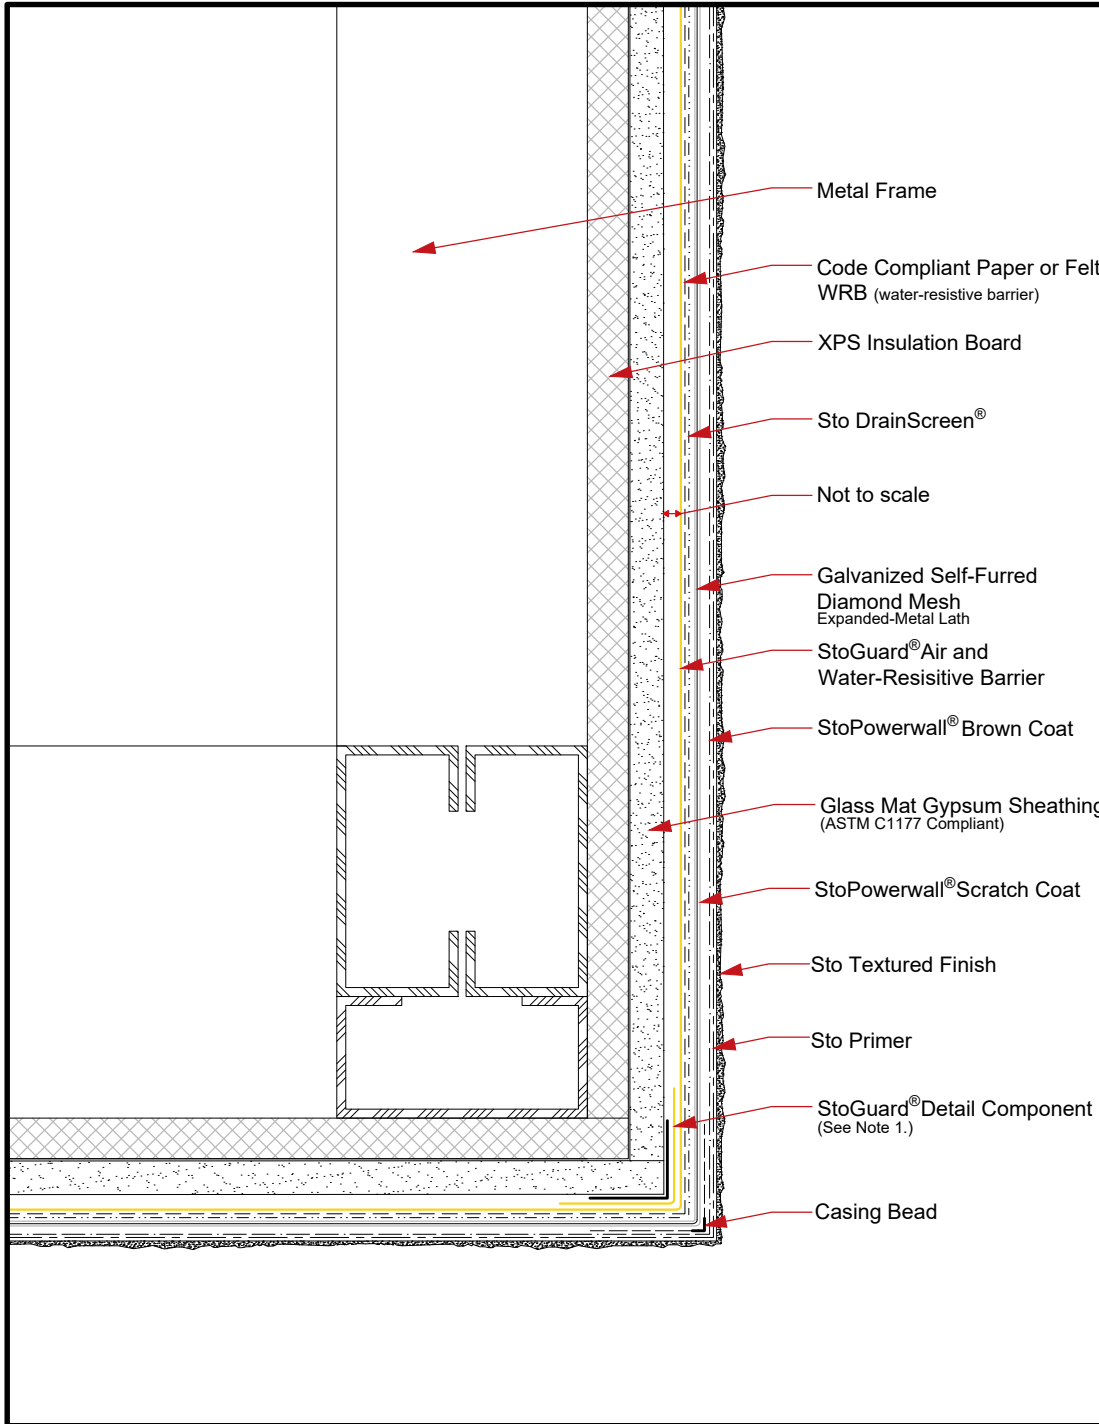 Metal Frame
Code Compliant Paper or Felt
WRB (water-resistive barrier)
XPS Insulation Board
Sto DrainScreen®
Not to scale
Galvanized Self-Furred
Diamond Mesh
Expanded-Metal Lath
StoGuard® Air and
Water-Resisitive Barrier
StoPowerwall® Brown Coat
Glass Mat Gypsum Sheathing
(ASTM C1177 Compliant)
StoPowerwall® Scratch Coat
Sto Textured Finish
Sto Primer
StoGuard® Detail Component
(See Note 1.)
Casing Bead